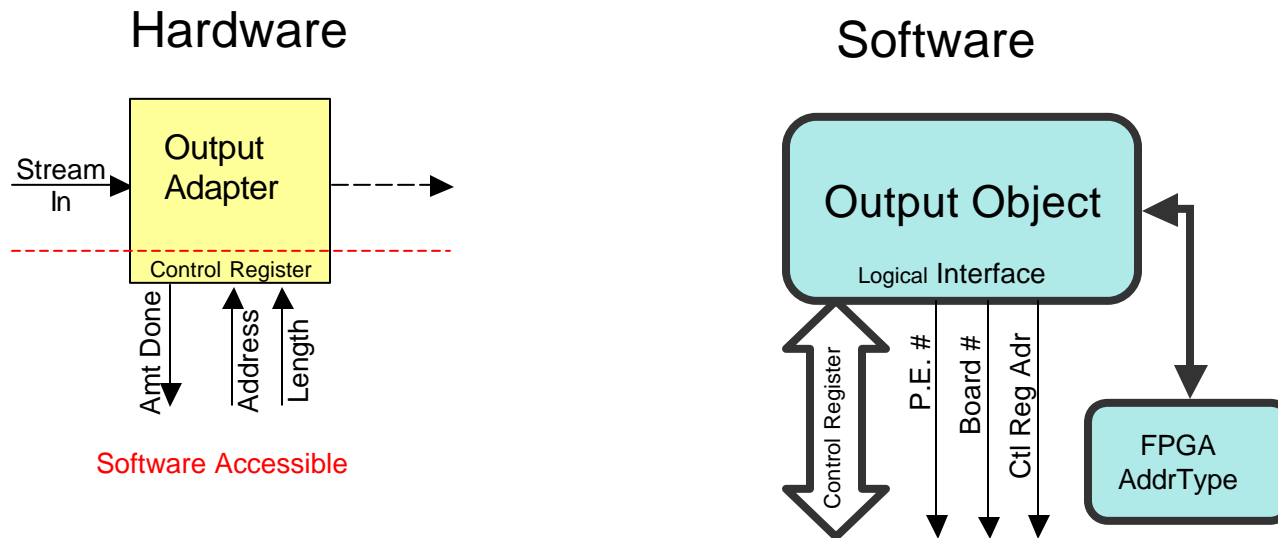 Hardware
Stream
In
Output
Adapter
Control Register
Amt Done
Address
Length
Software Accessible
Software
Output Object
Logical Interface
Control Register
P.E. #
Board #
Ctl Reg Adr
FPGA
AddrType